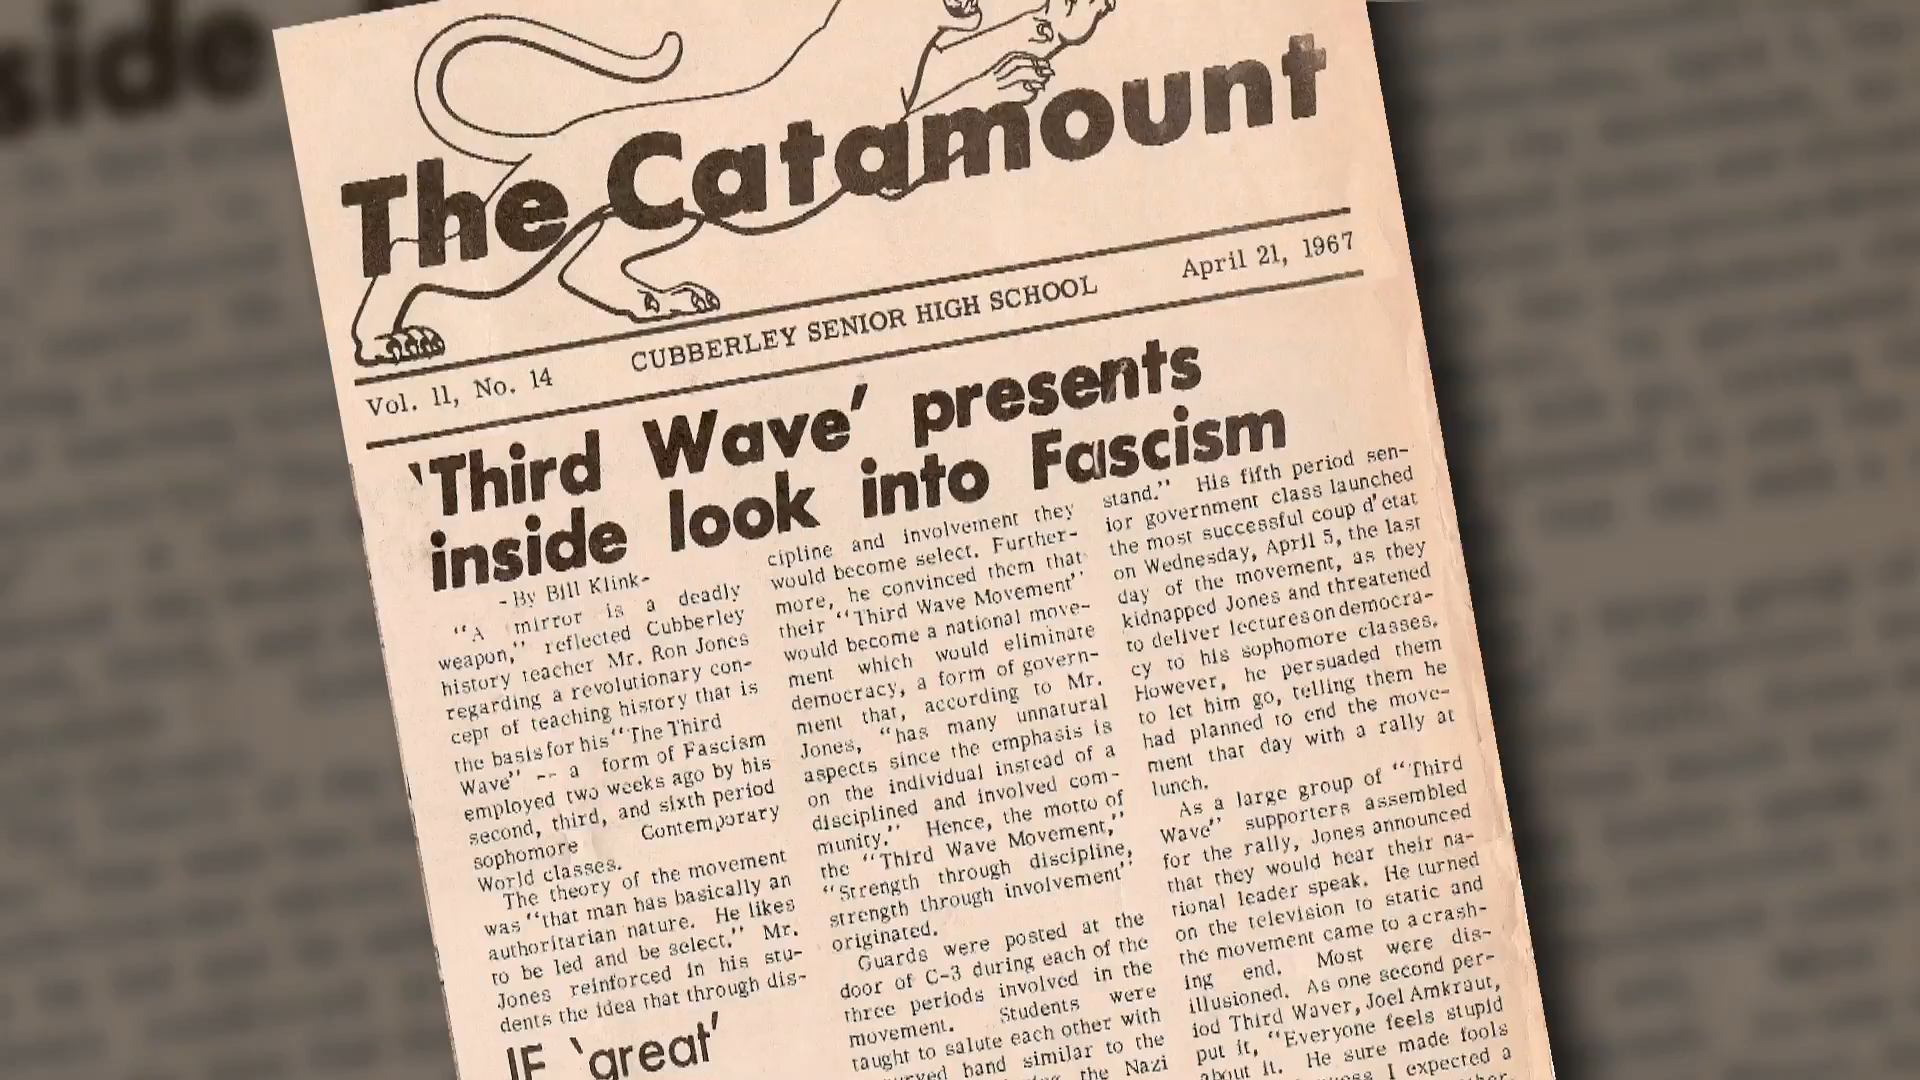 side
The Catamount
Vol. 11, No. 14 CUBBERLEY SENIOR HIGH SCHOOL April 21, 1967
'Third Wave' presents
inside look into Fascism
- By Bill Klink-
"A mirror is a deadly
weapon," reflected Cubberley
history teacher Mr. Ron Jones
regarding a revolutionary con-
cept of teaching history that is
the basis for his "The Third
Wave" -- a form of Fascism
employed two weeks ago by his
second, third, and sixth period
sophomore Contemporary
World classes.
The theory of the movement
was "that man has basically an
authoritarian nature. He likes
to be led and be select." Mr.
Jones reinforced in his stu-
dents the idea that through dis-
IF 'great'
cipline and involvement they
would become select. Further-
more, he convinced them that
their "Third Wave Movement"
would become a national move-
ment which would eliminate
democracy, a form of govern-
ment that, according to Mr.
Jones, "has many unnatural
aspects since the emphasis is
on the individual instead of a
disciplined and involved com-
munity." Hence, the motto of
the "Third Wave Movement,"
"Strength through discipline,
strength through involvement"
originated.
Guards were posted at the
door of C-3 during each of the
three periods involved in the
movement. Students were
taught to salute each other with
hand similar to the
the Nazi
stand." His fifth period sen-
ior government class launched
the most successful coup d'etat
on Wednesday, April 5, the last
day of the movement, as they
kidnapped Jones and threatened
to deliver lectures on democra-
cy to his sophomore classes.
However, he persuaded them
to let him go, telling them he
had planned to end the move-
ment that day with a rally at
lunch.
As a large group of "Third
Wave" supporters assembled
for the rally, Jones announced
that they would hear their na-
tional leader speak. He turned
on the television to static and
the movement came to a crash-
ing end. Most were dis-
illusioned. As one second per-
iod Third Waver, Joel Amkraut,
put it, "Everyone feels stupid
about it. He sure made fools
I expected a